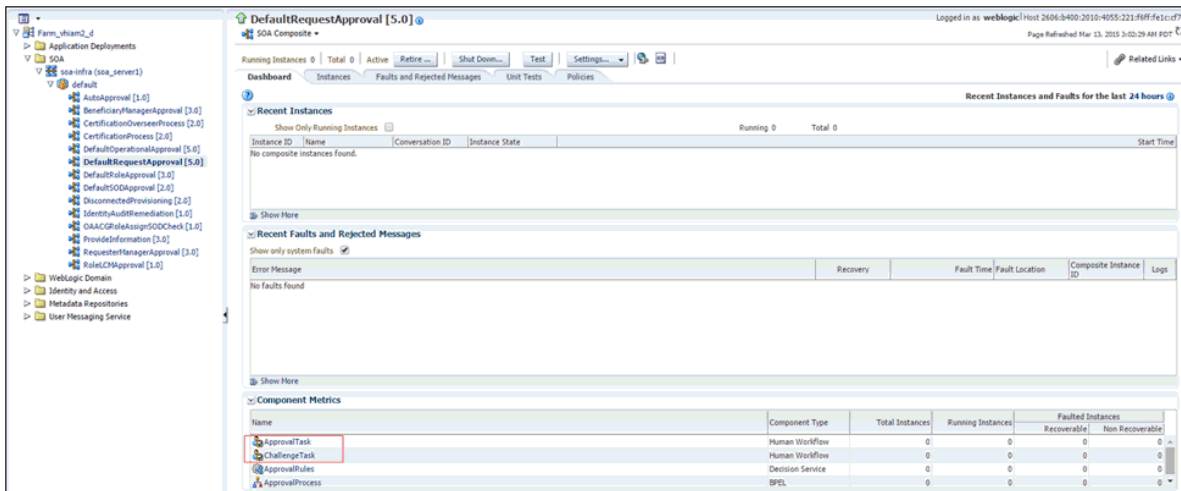 Farm_vhiam2_d
Application Deployments
SOA
soa-infra (soa_server1)
default
AutoApproval [1.0]
BeneficiaryManagerApproval [3.0]
CertificationOverseerProcess [2.0]
CertificationProcess [2.0]
DefaultOperationalApproval [5.0]
DefaultRequestApproval [5.0]
DefaultRoleApproval [3.0]
DefaultSODApproval [2.0]
DisconnectedProvisioning [2.0]
IdentityAuditRemediation [1.0]
OAACGRoleAssignSODCheck [1.0]
ProvideInformation [3.0]
RequesterManagerApproval [3.0]
RoleLCMApproval [1.0]
WebLogic Domain
Identity and Access
Metadata Repositories
User Messaging Service
DefaultRequestApproval [5.0]
SOA Composite
Logged in as weblogic|Host 2606:b400:2010:4055:221:f6ff:fe1c:cf7
Page Refreshed Mar 13, 2015 3:02:29 AM PDT
Running Instances 0 Total 0 Active Retire ... Shut Down... Test Settings... Related Links
Dashboard Instances Faults and Rejected Messages Unit Tests Policies
Recent Instances and Faults for the last 24 hours
Recent Instances
Show Only Running Instances Running 0 Total 0
Instance ID Name Conversation ID Instance State Start Time
No composite instances found.
Show More
Recent Faults and Rejected Messages
Show only system faults
Error Message Recovery Fault Time Fault Location Composite Instance ID Logs
No faults found
Show More
Component Metrics
Name Component Type Total Instances Running Instances Faulted Instances
Recoverable Non Recoverable
ApprovalTask Human Workflow 0 0 0 0
ChallengeTask Human Workflow 0 0 0 0
ApprovalRules Decision Service 0 0 0 0
ApprovalProcess BPEL 0 0 0 0